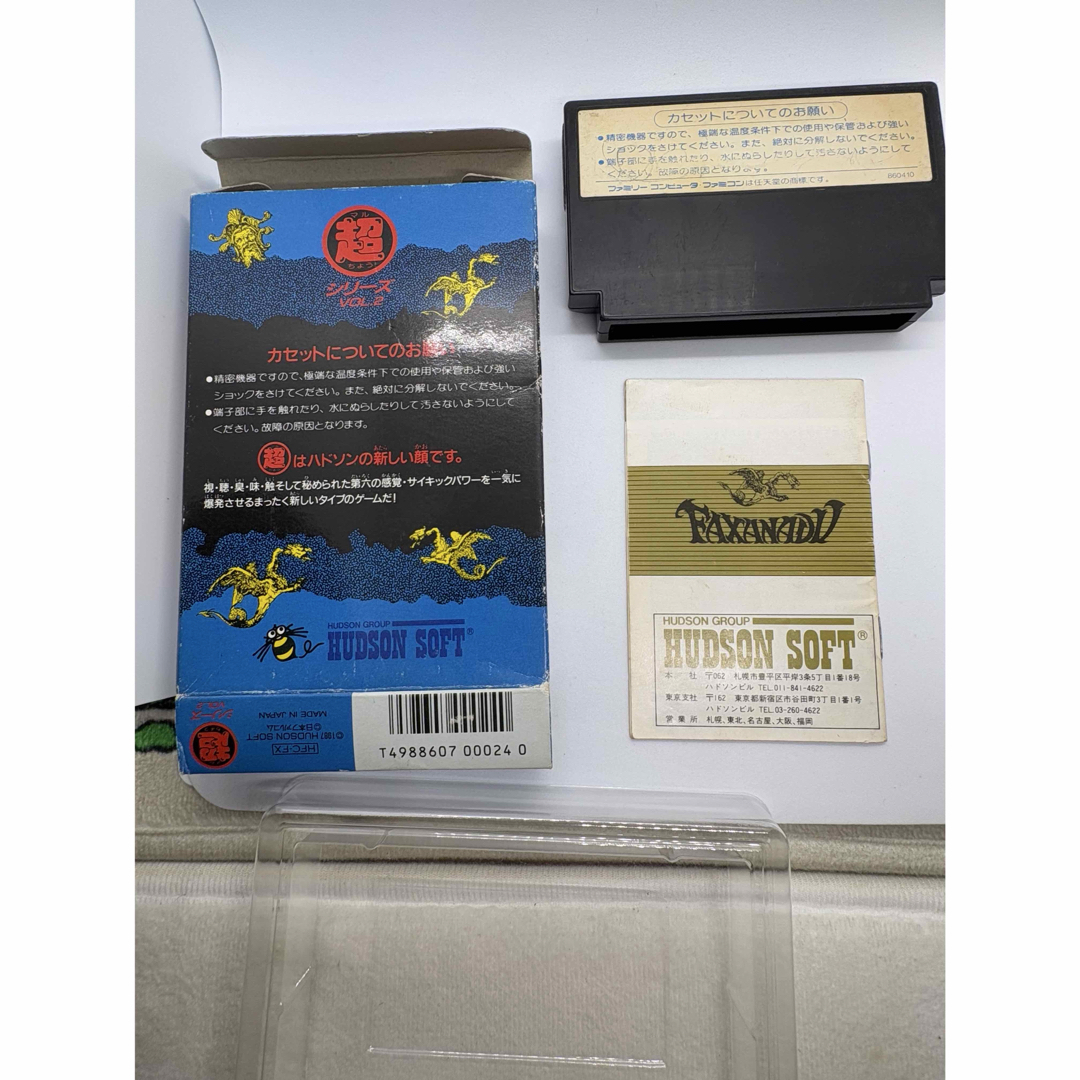 マル
超
ちょう
シリーズ
VOL.2
カセットについてのお願い
●精密機器ですので、極端な温度条件下での使用や保管および強い
ショックをさけてください。また、絶対に分解しないでください。
●端子部に手を触れたり、水にぬらしたりして汚さないようにして
ください。故障の原因となります。
超はハドソンの新しい顔です。
視・聴・臭・味・触そして秘められた第六の感覚・サイキックパワーを一気に
爆発させるまったく新しいタイプのゲームだ!
HUDSON GROUP
HUDSON SOFT®
シリーズ
VOL.2
超
©1987 HUDSON SOFT
©日本ファルコム
MADE IN JAPAN
HFC-FX
T4988607 00024 0
カセットについてのお願い
●精密機器ですので、極端な温度条件下での使用や保管および強い
ショックをさけてください。また、絶対に分解しないでください。
●端子部に手を触れたり、水にぬらしたりして汚さないようにして
ください。故障の原因となります。
ファミリーコンピュータ/ファミコンは任天堂の商標です。
860410
FAXANADU
HUDSON GROUP
HUDSON SOFT®
本 社 〒062 札幌市豊平区平岸3条5丁目1番18号
ハドソンビル TEL.011-841-4622
東京支社 〒162 東京都新宿区市谷田町3丁目1番1号
ハドソンビル TEL.03-260-4622
営業所 札幌、東北、名古屋、大阪、福岡